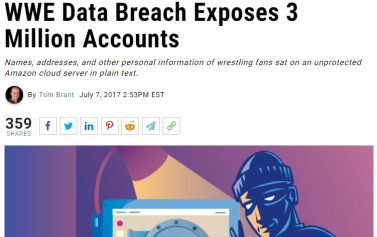 WWE Data Breach Exposes 3
Million Accounts
Names, addresses, and other personal information of wrestling fans sat on an unprotected
Amazon cloud server in plain text.
By Tom Brant July 7, 2017 2:53PM EST
359
SHARES